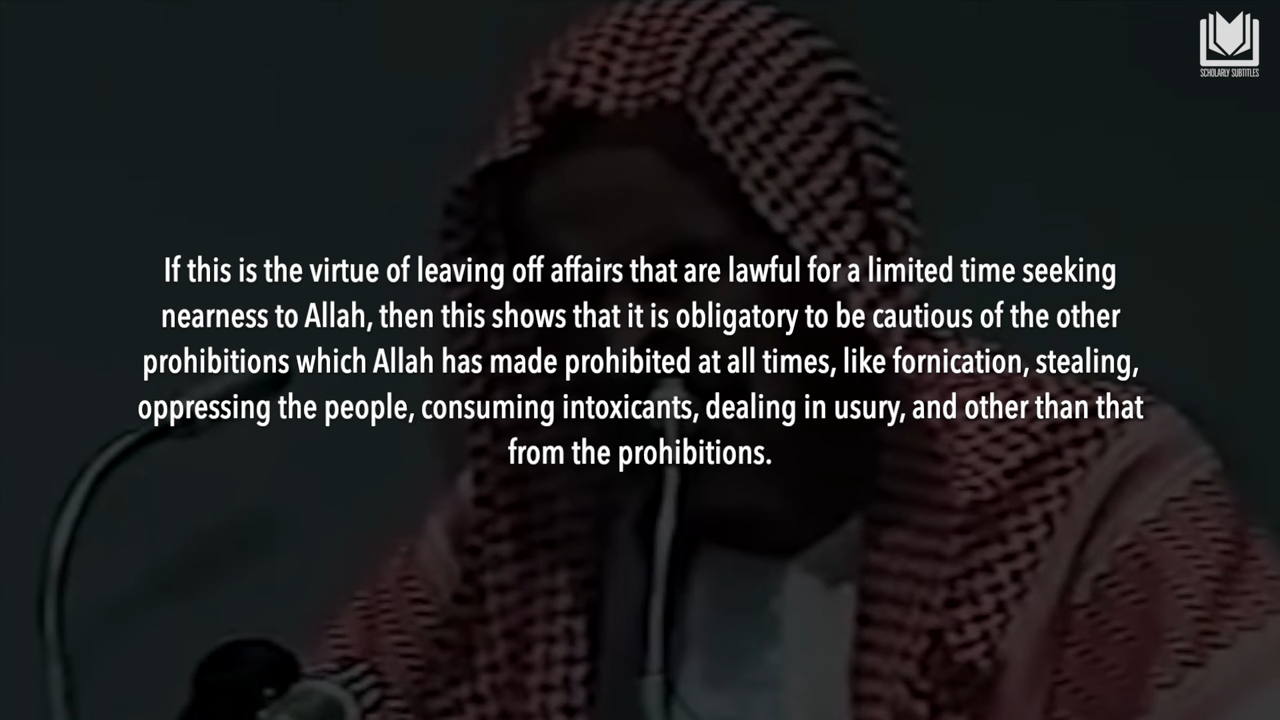 SCHOLARLY SUBTITLES
If this is the virtue of leaving off affairs that are lawful for a limited time seeking
nearness to Allah, then this shows that it is obligatory to be cautious of the other
prohibitions which Allah has made prohibited at all times, like fornication, stealing,
oppressing the people, consuming intoxicants, dealing in usury, and other than that
from the prohibitions.